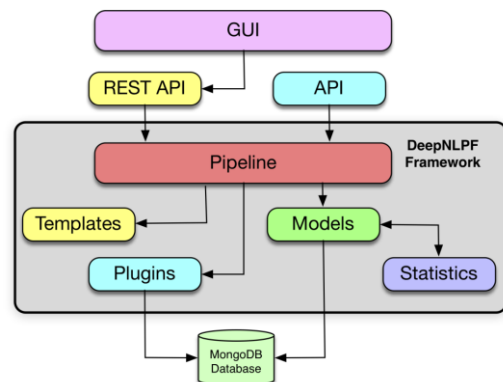 GUI
REST API
API
DeepNLPF
Framework
Pipeline
Templates
Models
Plugins
Statistics
MongoDB
Database